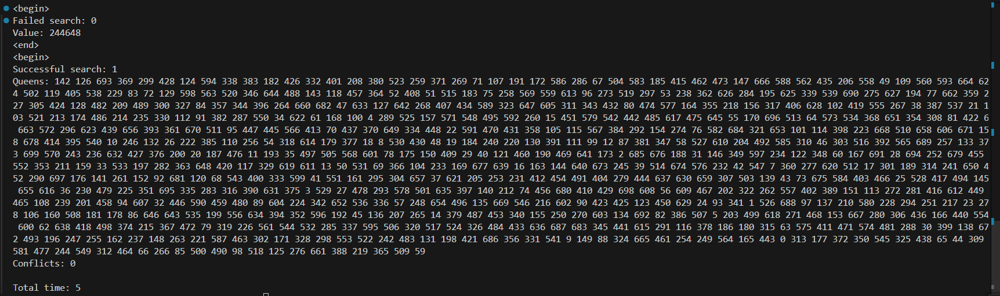 <begin>
Failed search: 0
Value: 244648
<end>
<begin>
Successful search: 1
Queens: 142 126 693 369 299 428 124 594 338 383 182 426 332 401 208 380 523 259 371 269 71 107 191 172 586 286 67 504 583 185 415 462 473 147 666 588 562 435 206 558 49 109 560 593 664 62
4 502 119 405 538 229 83 72 129 598 563 520 346 644 488 143 118 457 364 52 408 51 515 183 75 258 569 559 613 96 273 519 297 53 238 362 626 284 195 625 339 539 690 275 627 194 77 662 359 2
27 305 424 128 482 209 489 300 327 84 357 344 396 264 660 682 47 633 127 642 268 407 434 589 323 647 605 311 343 432 80 474 577 164 355 218 156 317 406 628 102 419 555 267 38 387 537 21 1
03 521 213 174 486 214 235 330 112 91 382 287 550 34 622 61 168 100 4 289 525 157 571 548 495 592 260 15 451 579 542 442 485 617 475 645 55 170 696 513 64 573 534 368 651 354 308 81 422 6
663 572 296 623 439 656 393 361 670 511 95 447 445 566 413 70 437 370 649 334 448 22 591 470 431 358 105 115 567 384 292 154 274 76 582 684 321 653 101 114 398 223 668 510 658 606 671 15
8 678 414 395 540 10 246 132 26 222 385 110 256 54 318 614 179 377 18 8 530 430 48 19 184 240 220 130 391 111 99 12 87 381 347 58 527 610 204 492 585 310 46 303 516 392 565 689 257 133 37
3 699 570 243 236 632 427 376 200 20 187 476 11 193 35 497 505 568 601 78 175 150 409 29 40 121 460 190 469 641 173 2 685 676 188 31 146 349 597 234 122 348 60 167 691 28 694 252 679 455
552 353 211 159 33 533 197 282 363 648 420 117 329 619 611 13 50 531 69 366 104 233 169 677 639 16 163 144 640 673 245 39 514 674 576 232 42 547 7 360 277 620 512 17 301 189 314 241 650 4
52 290 697 176 141 261 152 92 681 120 68 543 400 333 599 41 551 161 295 304 657 37 621 205 253 231 412 454 491 404 279 444 637 630 659 307 503 139 43 73 675 584 403 466 25 528 417 494 145
655 616 36 230 479 225 351 695 335 283 316 390 631 375 3 529 27 478 293 578 501 635 397 140 212 74 456 680 410 429 698 608 56 609 467 202 322 262 557 402 389 151 113 272 281 416 612 449
465 108 239 201 458 94 607 32 446 590 459 480 89 604 224 342 652 536 336 57 248 654 496 135 669 546 216 602 90 423 425 123 450 629 24 93 341 1 526 688 97 137 210 580 228 294 251 217 23 27
8 106 160 508 181 178 86 646 643 535 199 556 634 394 352 596 192 45 136 207 265 14 379 487 453 340 155 250 270 603 134 692 82 386 507 5 203 499 618 271 468 153 667 280 306 436 166 440 554
600 62 638 418 498 374 215 367 472 79 319 226 561 544 532 285 337 595 506 320 517 524 326 484 433 636 687 683 345 441 615 291 116 378 186 180 315 63 575 411 471 574 481 288 30 399 138 67
2 493 196 247 255 162 237 148 263 221 587 463 302 171 328 298 553 522 242 483 131 198 421 686 356 331 541 9 149 88 324 665 461 254 249 564 165 443 0 313 177 372 350 545 325 438 65 44 309
581 477 244 549 312 464 66 266 85 500 490 98 518 125 276 661 388 219 365 509 59
Conflicts: 0
Total time: 5